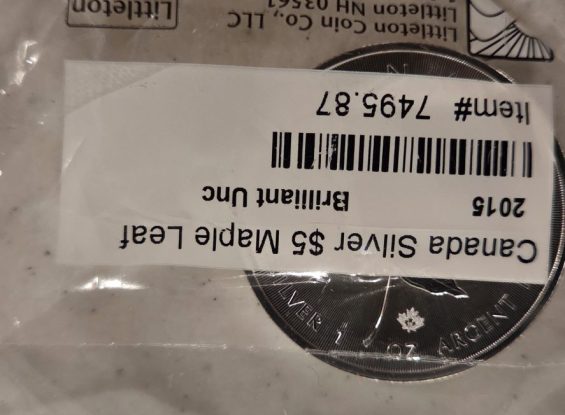 Canada Silver $5 Maple Leaf
2015 Brilliant Unc
Item# 7495.87
Littleton Coin Co., LLC
Littleton NH 03561
Littleton
SILVER 1 OZ ARGENT